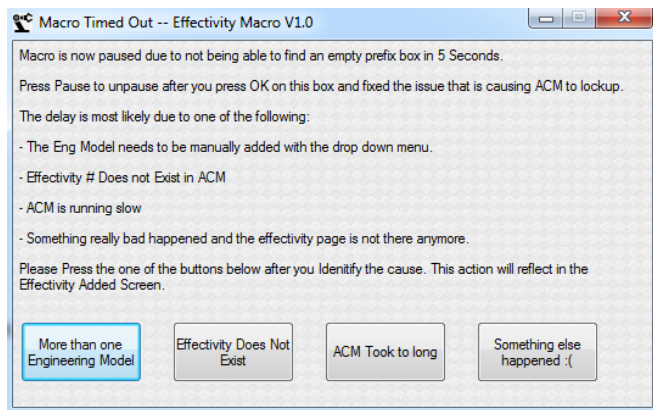 Macro Timed Out -- Effectivity Macro V1.0
Macro is now paused due to not being able to find an empty prefix box in 5 Seconds.
Press Pause to unpause after you press OK on this box and fixed the issue that is causing ACM to lockup.
The delay is most likely due to one of the following:
- The Eng Model needs to be manually added with the drop down menu.
- Effectivity # Does not Exist in ACM
- ACM is running slow
- Something really bad happened and the effectivity page is not there anymore.
Please Press the one of the buttons below after you Idenitify the cause. This action will reflect in the
Effectivity Added Screen.
More than one
Engineering Model
Effectivity Does Not
Exist
ACM Took to long
Something else
happened :(